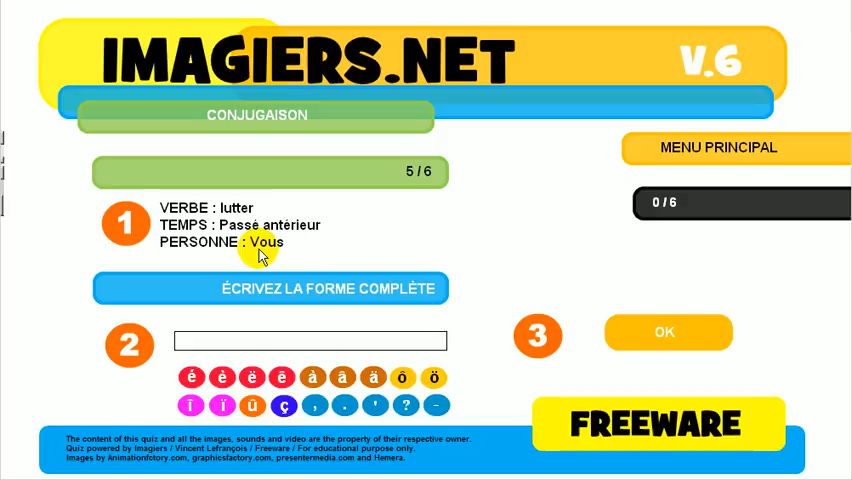 IMAGIERS.NET
V.6
CONJUGAISON
MENU PRINCIPAL
5 / 6
0 / 6
1
VERBE : lutter
TEMPS : Passé antérieur
PERSONNE : Vous
ÉCRIVEZ LA FORME COMPLÈTE
2
3
OK
é è ë ê à â ä ô ö
î ï û ç , . ' ? -
FREEWARE
The content of this quiz and all the images, sounds and video are the property of their respective owner.
Quiz powered by Imagiers / Vincent Lefrançois / Freeware / For educational purpose only.
Images by Animationfctory.com, graphicsfactory.com, presentermedia.com and Hemera.